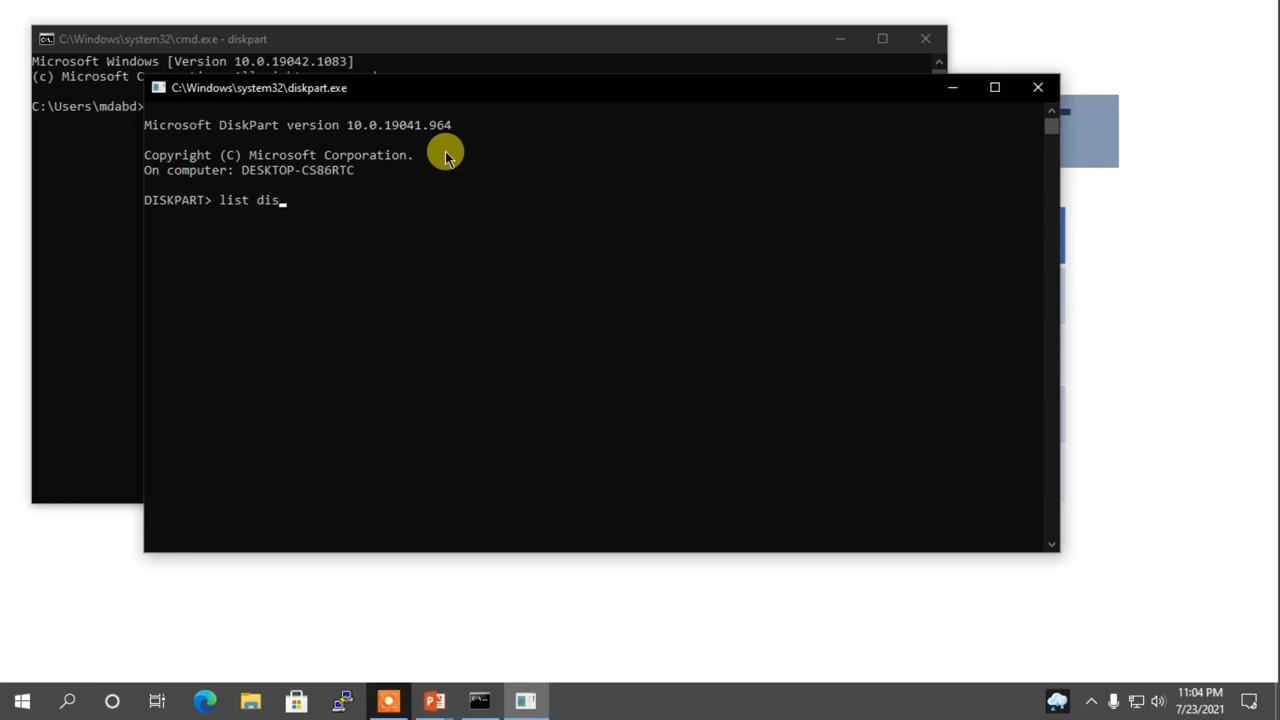 C:\Windows\system32\cmd.exe - diskpart
Microsoft Windows [Version 10.0.19042.1083]
(c) Microsoft C
C:\Users\mdabd>
C:\Windows\system32\diskpart.exe
Microsoft DiskPart version 10.0.19041.964
Copyright (C) Microsoft Corporation.
On computer: DESKTOP-CS86RTC
DISKPART> list dis_
11:04 PM
7/23/2021